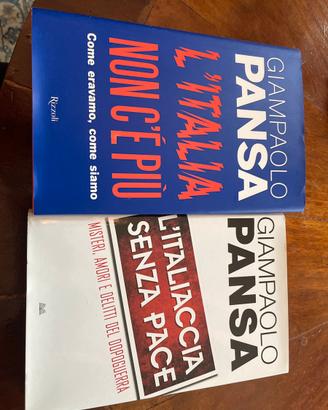 GIAMPAOLO
PANSA
L'ITALIA
NON C'È PIÙ
Come eravamo, come siamo
Rizzoli
GIAMPAOLO
PANSA
L'ITALIACCIA
SENZA PACE
MISTERI, AMORI E DELITTI DEL DOPOGUERRA